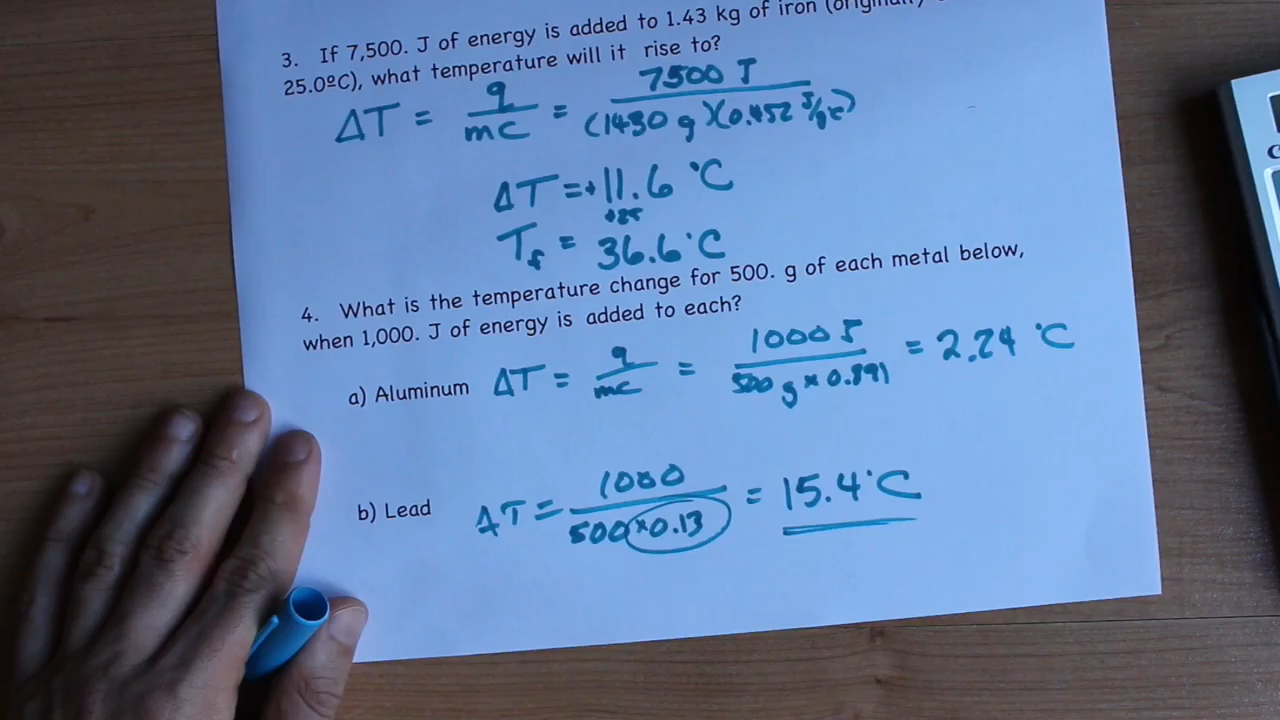 3. If 7,500. J of energy is added to 1.43 kg of iron (originally
25.0ºC), what temperature will it rise to?
ΔT = q/mc = 7500 J/(1430 g)(0.452 J/g°C)
ΔT = +11.6 °C
+25
Tf = 36.6 °C
4. What is the temperature change for 500. g of each metal below,
when 1,000. J of energy is added to each?
a) Aluminum ΔT = q/mc = 1000 J/500 g × 0.891 = 2.24 °C
b) Lead ΔT = 1000/500 × 0.13 = 15.4 °C